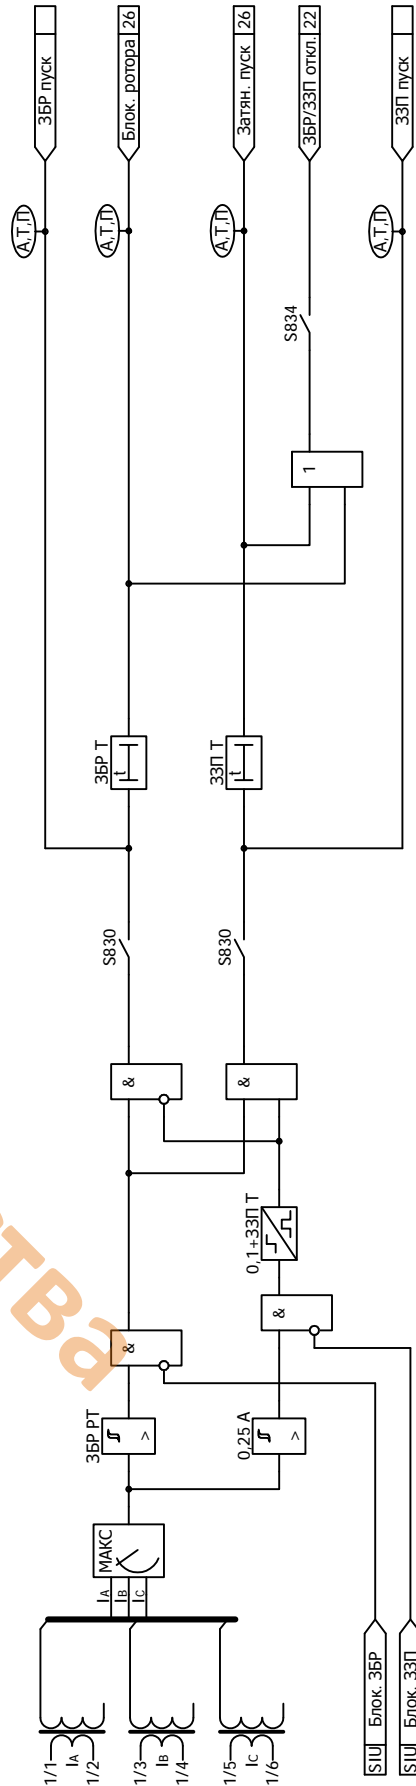 ЗБР пуск
Блок. ротора 26
Затян. пуск 26
ЗБР/ЗЗП откл. 22
ЗЗП пуск
А,Т,П
А,Т,П
А,Т,П
А,Т,П
S834
1
ЗБР Т
t
ЗЗП Т
t
S830
S830
&
&
0,1+ЗЗП Т
&
&
ЗБР РТ
>
0,25 А
>
МАКС
IA
IB
IC
1/1
IA
1/2
1/3
IB
1/4
1/5
IC
1/6
SIU Блок. ЗБР
SIU Блок. ЗЗП
ства